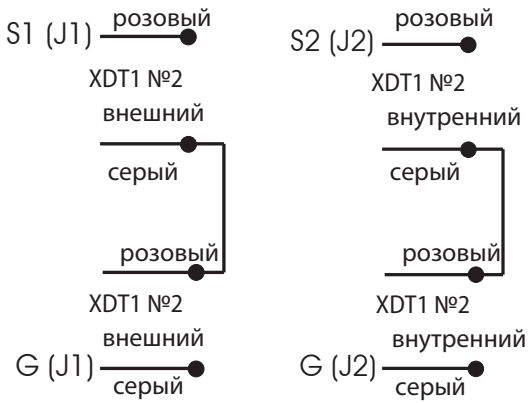 S1 (J1) розовый
XDT1 №2
внешний
серый
розовый
XDT1 №2
внешний
G (J1)
серый
S2 (J2) розовый
XDT1 №2
внутренний
серый
розовый
XDT1 №2
внутренний
G (J2)
серый